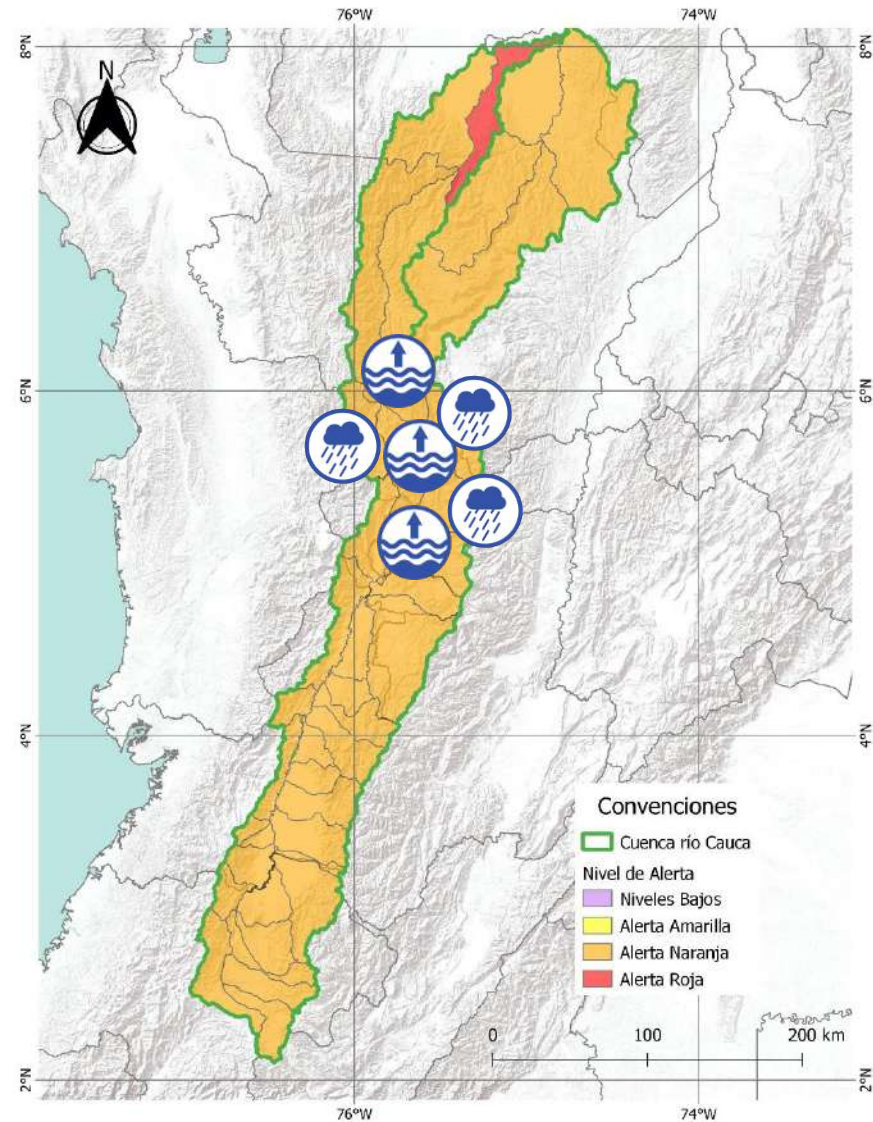 76°W 74°W
8°N 8°N
N
6°N 6°N
4°N 4°N
Convenciones
Cuenca río Cauca
Nivel de Alerta
Niveles Bajos
Alerta Amarilla
Alerta Naranja
Alerta Roja
0 100 200 km
2°N 2°N
76°W 74°W